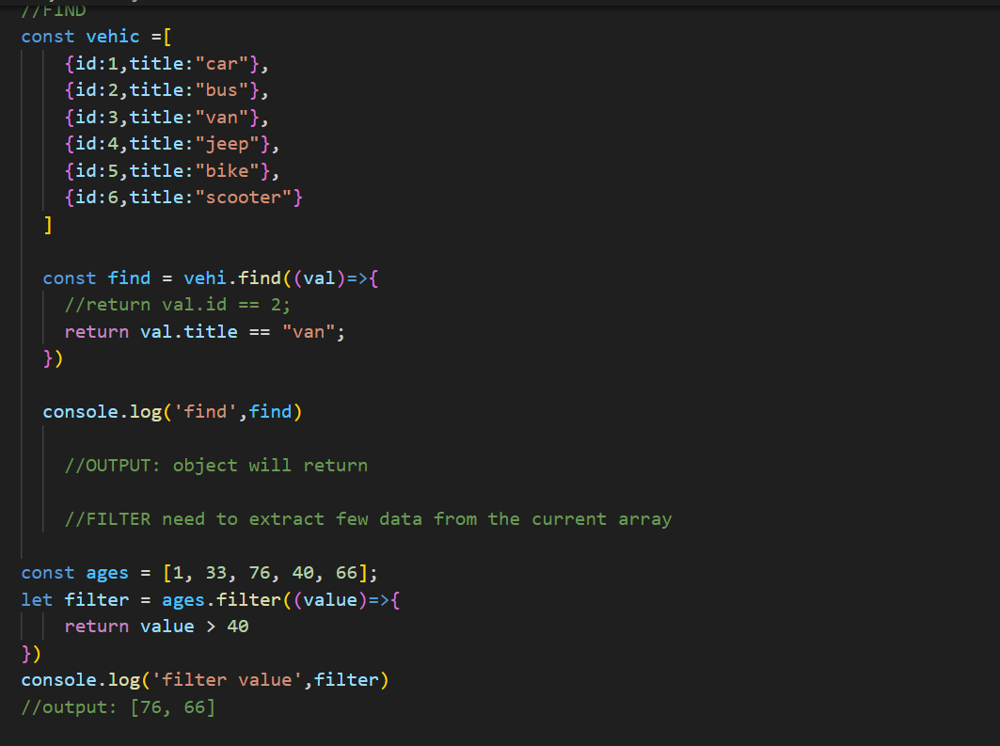 //FIND
const vehic =[
    {id:1,title:"car"},
    {id:2,title:"bus"},
    {id:3,title:"van"},
    {id:4,title:"jeep"},
    {id:5,title:"bike"},
    {id:6,title:"scooter"}
  ]
  const find = vehi.find((val)=>{
    //return val.id == 2;
    return val.title == "van";
  })
  console.log('find',find)
    //OUTPUT: object will return
    //FILTER need to extract few data from the current array
const ages = [1, 33, 76, 40, 66];
let filter = ages.filter((value)=>{
    return value > 40
})
console.log('filter value',filter)
//output: [76, 66]